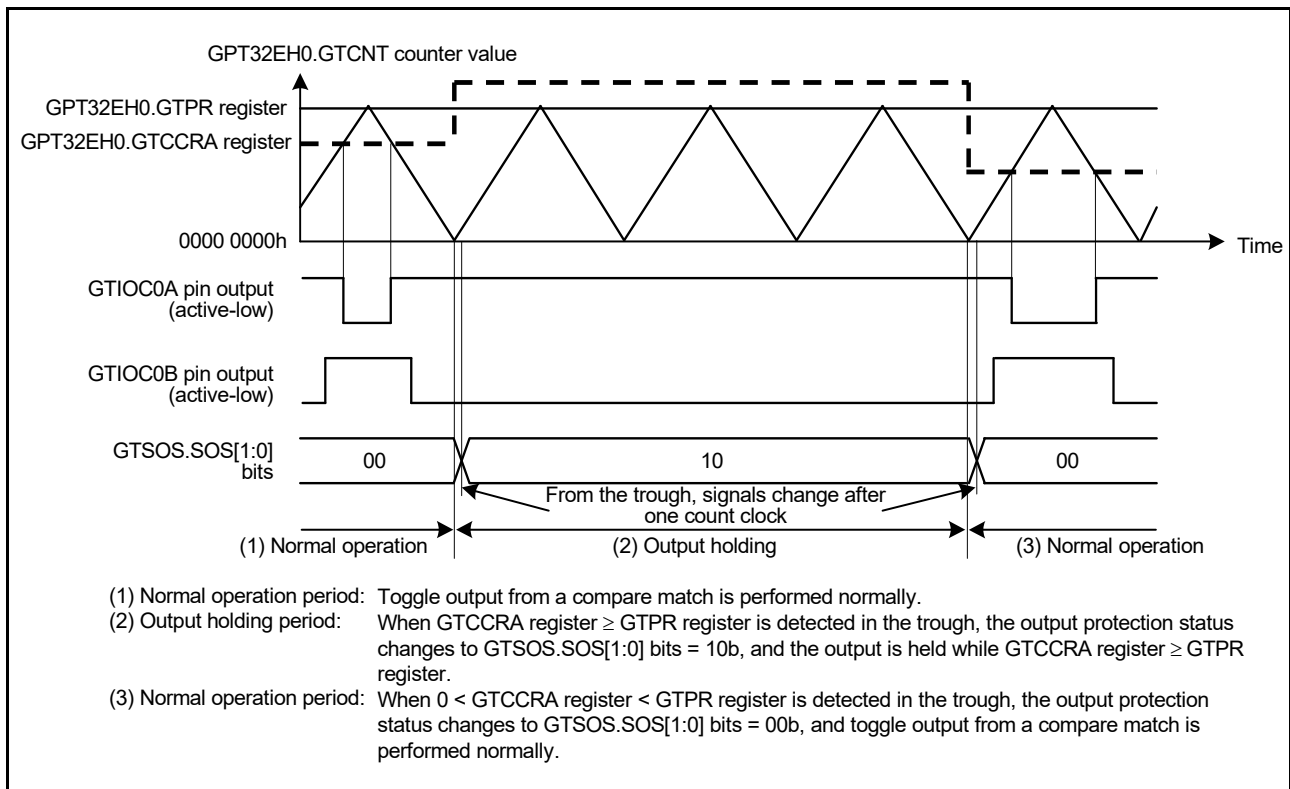 GPT32EH0.GTCNT counter value
GPT32EH0.GTPR register
GPT32EH0.GTCCRA register
0000 0000h
Time
GTIOC0A pin output
(active-low)
GTIOC0B pin output
(active-low)
GTSOS.SOS[1:0]
bits
00
10
00
From the trough, signals change after
one count clock
(1) Normal operation
(2) Output holding
(3) Normal operation
(1) Normal operation period: Toggle output from a compare match is performed normally.
(2) Output holding period: When GTCCRA register ≥ GTPR register is detected in the trough, the output protection status
changes to GTSOS.SOS[1:0] bits = 10b, and the output is held while GTCCRA register ≥ GTPR
register.
(3) Normal operation period: When 0 < GTCCRA register < GTPR register is detected in the trough, the output protection
status changes to GTSOS.SOS[1:0] bits = 00b, and toggle output from a compare match is
performed normally.